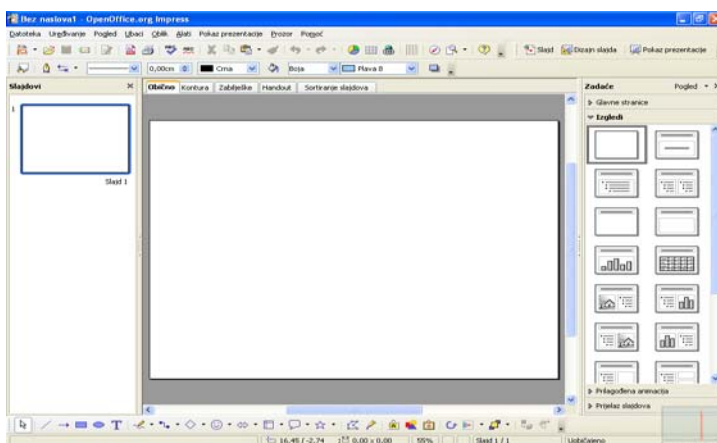 Bez naslova1 - OpenOffice.org Impress
Datoteka Uređivanje Pogled Ubaci Oblik Alati Pokaz prezentacije Prozor Pomoć
Slajd Dizajn slajda Pokaz prezentacije
0,00cm Crna Boja Plava 8
Slajdovi
Obično Kontura Zabilješke Handout Sortiranje slajdova
Zadaće Pogled
Glavne stranice
1
Izgledi
Slajd 1
Prilagođena animacija
Prijelaz slajdova
16,45 / -2,74 0,00 x 0,00 55% Slajd 1 / 1 Uobičajeno